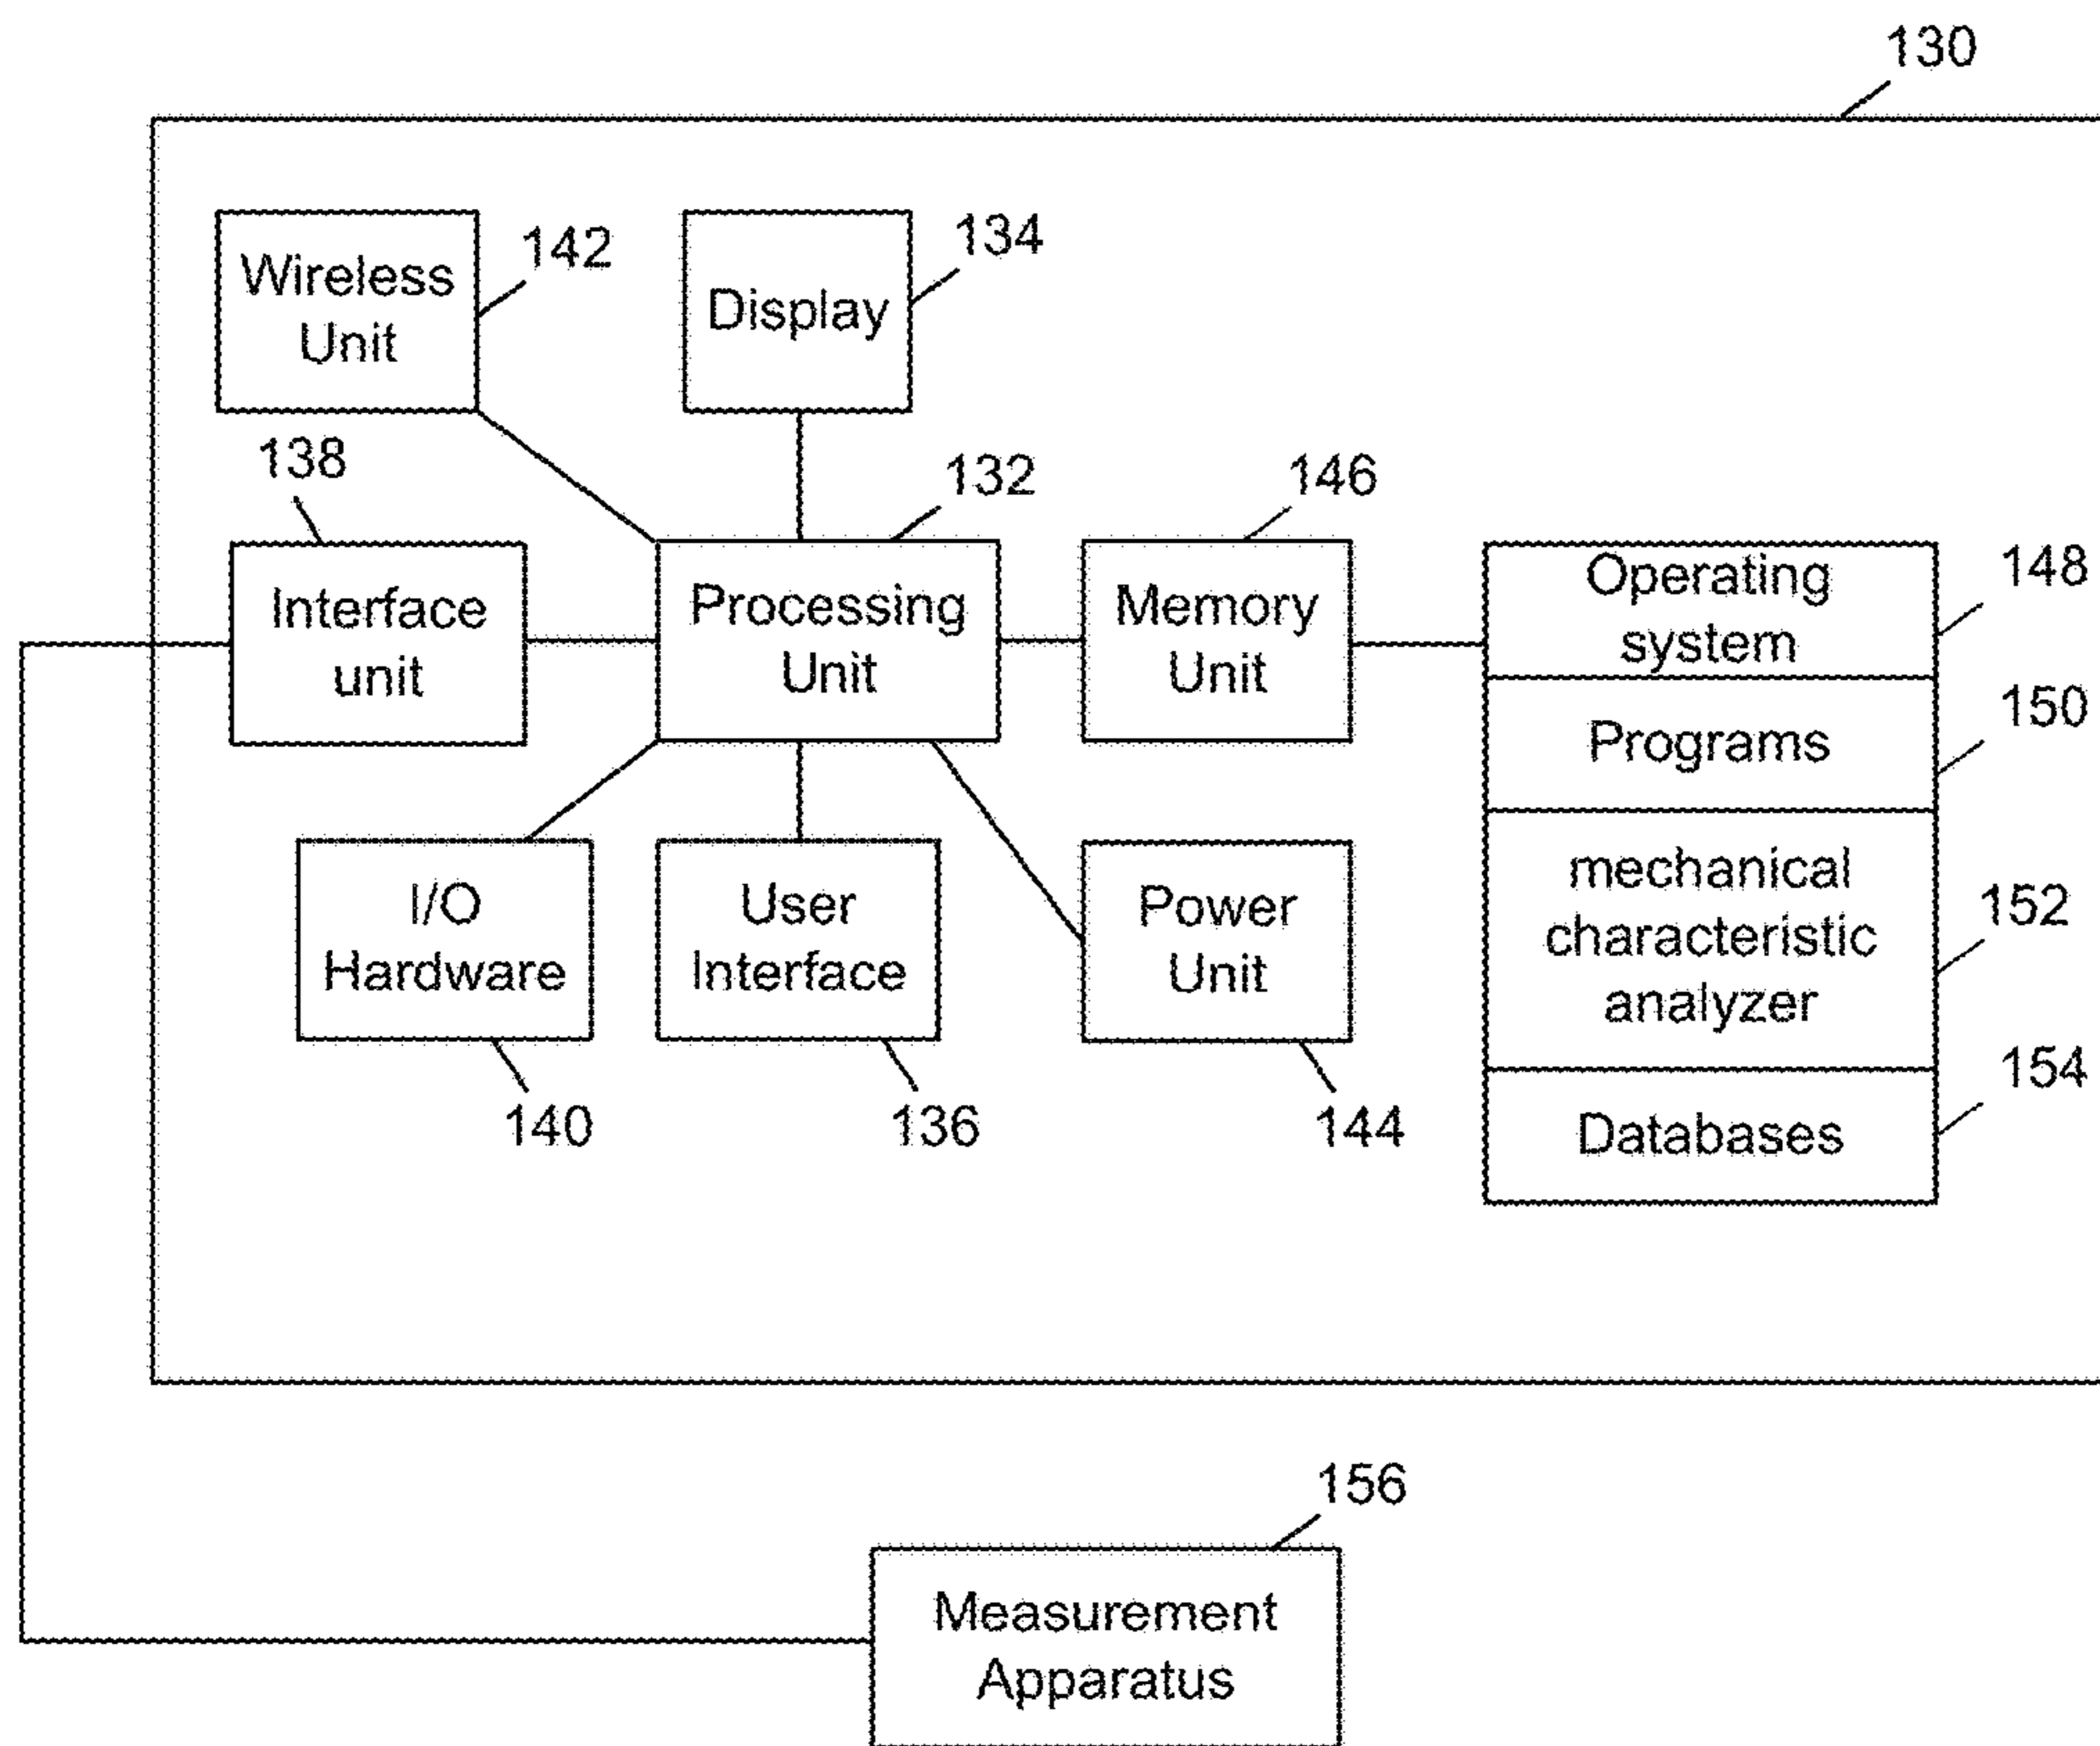 130
Wireless
Unit
142
Display
134
138
132
146
Interface
unit
Processing
Unit
Memory
Unit
Operating
system
148
Programs
150
mechanical
characteristic
analyzer
152
Databases
154
I/O
Hardware
140
User
Interface
136
Power
Unit
144
156
Measurement
Apparatus